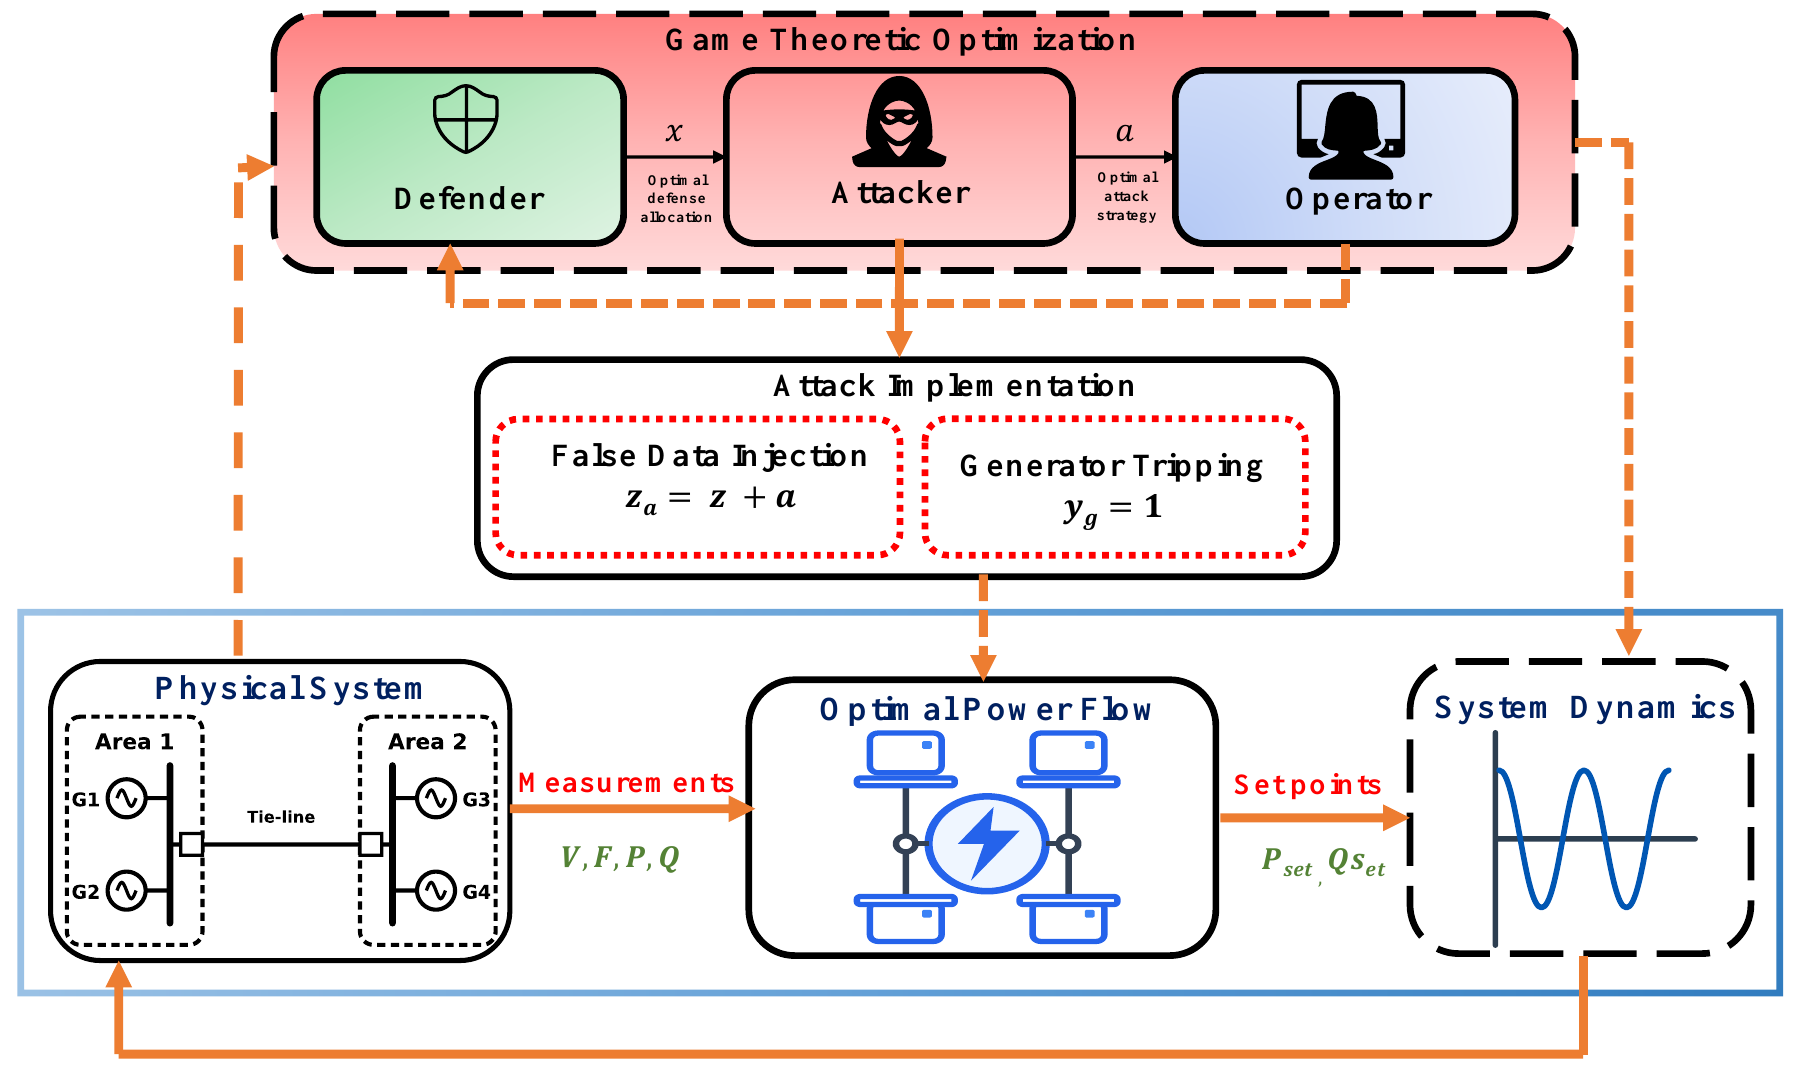 Game Theoretic Optimization
Defender
x
Optimal
defense
allocation
Attacker
a
Optimal
attack
strategy
Operator
Attack Implementation
False Data Injection
z_a = z + a
Generator Tripping
y_g = 1
Physical System
Area 1
Area 2
G1
G3
Tie-line
G2
G4
Measurements
V, F, P, Q
Optimal Power Flow
Setpoints
P_set, Qs_et
System Dynamics